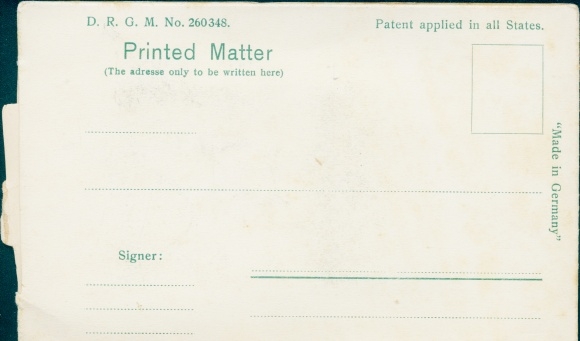 D. R. G. M. No. 260348.
Patent applied in all States.
Printed Matter
(The adresse only to be written here)
"Made in Germany"
Signer: